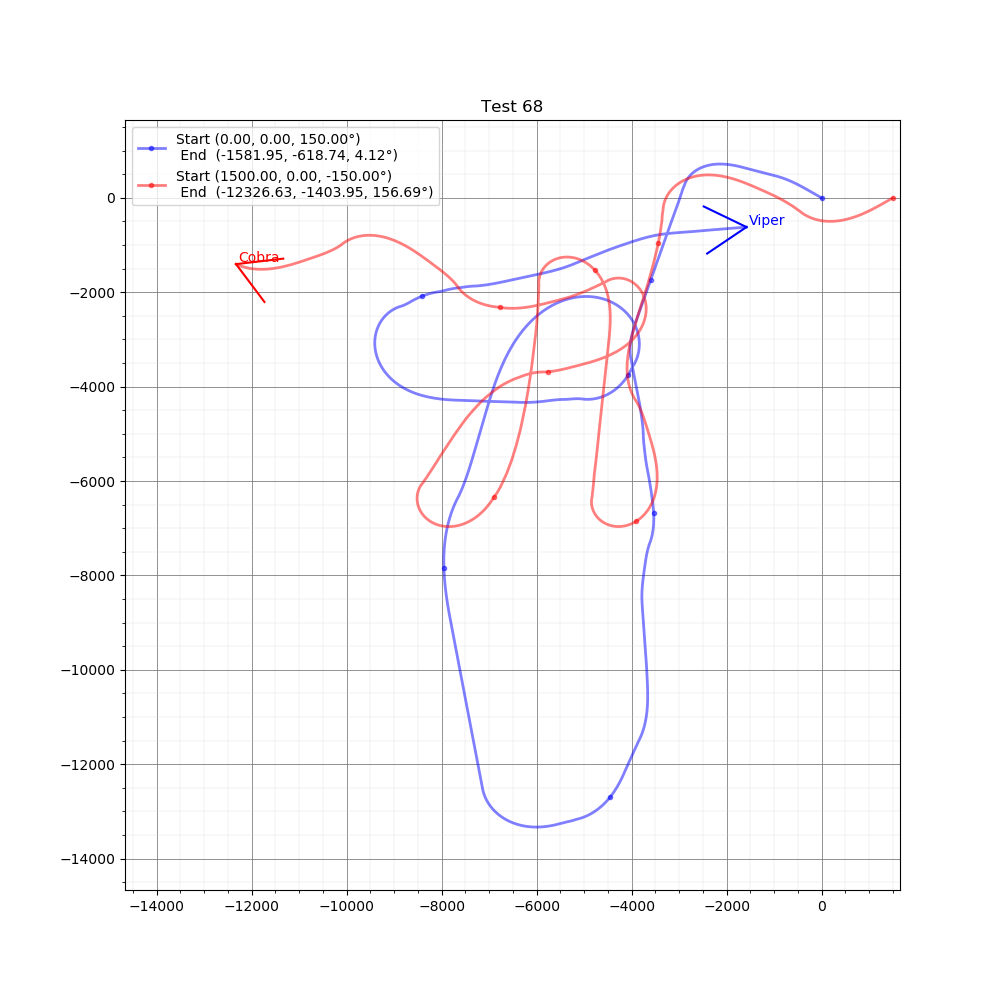 Test 68
Start (0.00, 0.00, 150.00°)
End (-1581.95, -618.74, 4.12°)
Start (1500.00, 0.00, -150.00°)
End (-12326.63, -1403.95, 156.69°)
0
Viper
Cobra
−2000
−4000
−6000
−8000
−10000
−12000
−14000
−14000 −12000 −10000 −8000 −6000 −4000 −2000 0